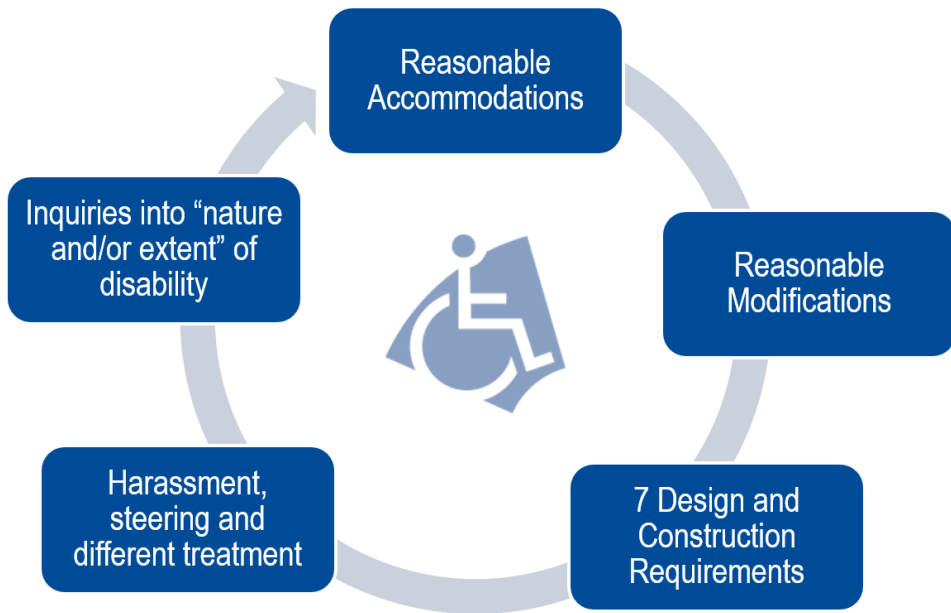 Reasonable
Accommodations
Reasonable
Modifications
7 Design and
Construction
Requirements
Harassment,
steering and
different treatment
Inquiries into “nature
and/or extent” of
disability